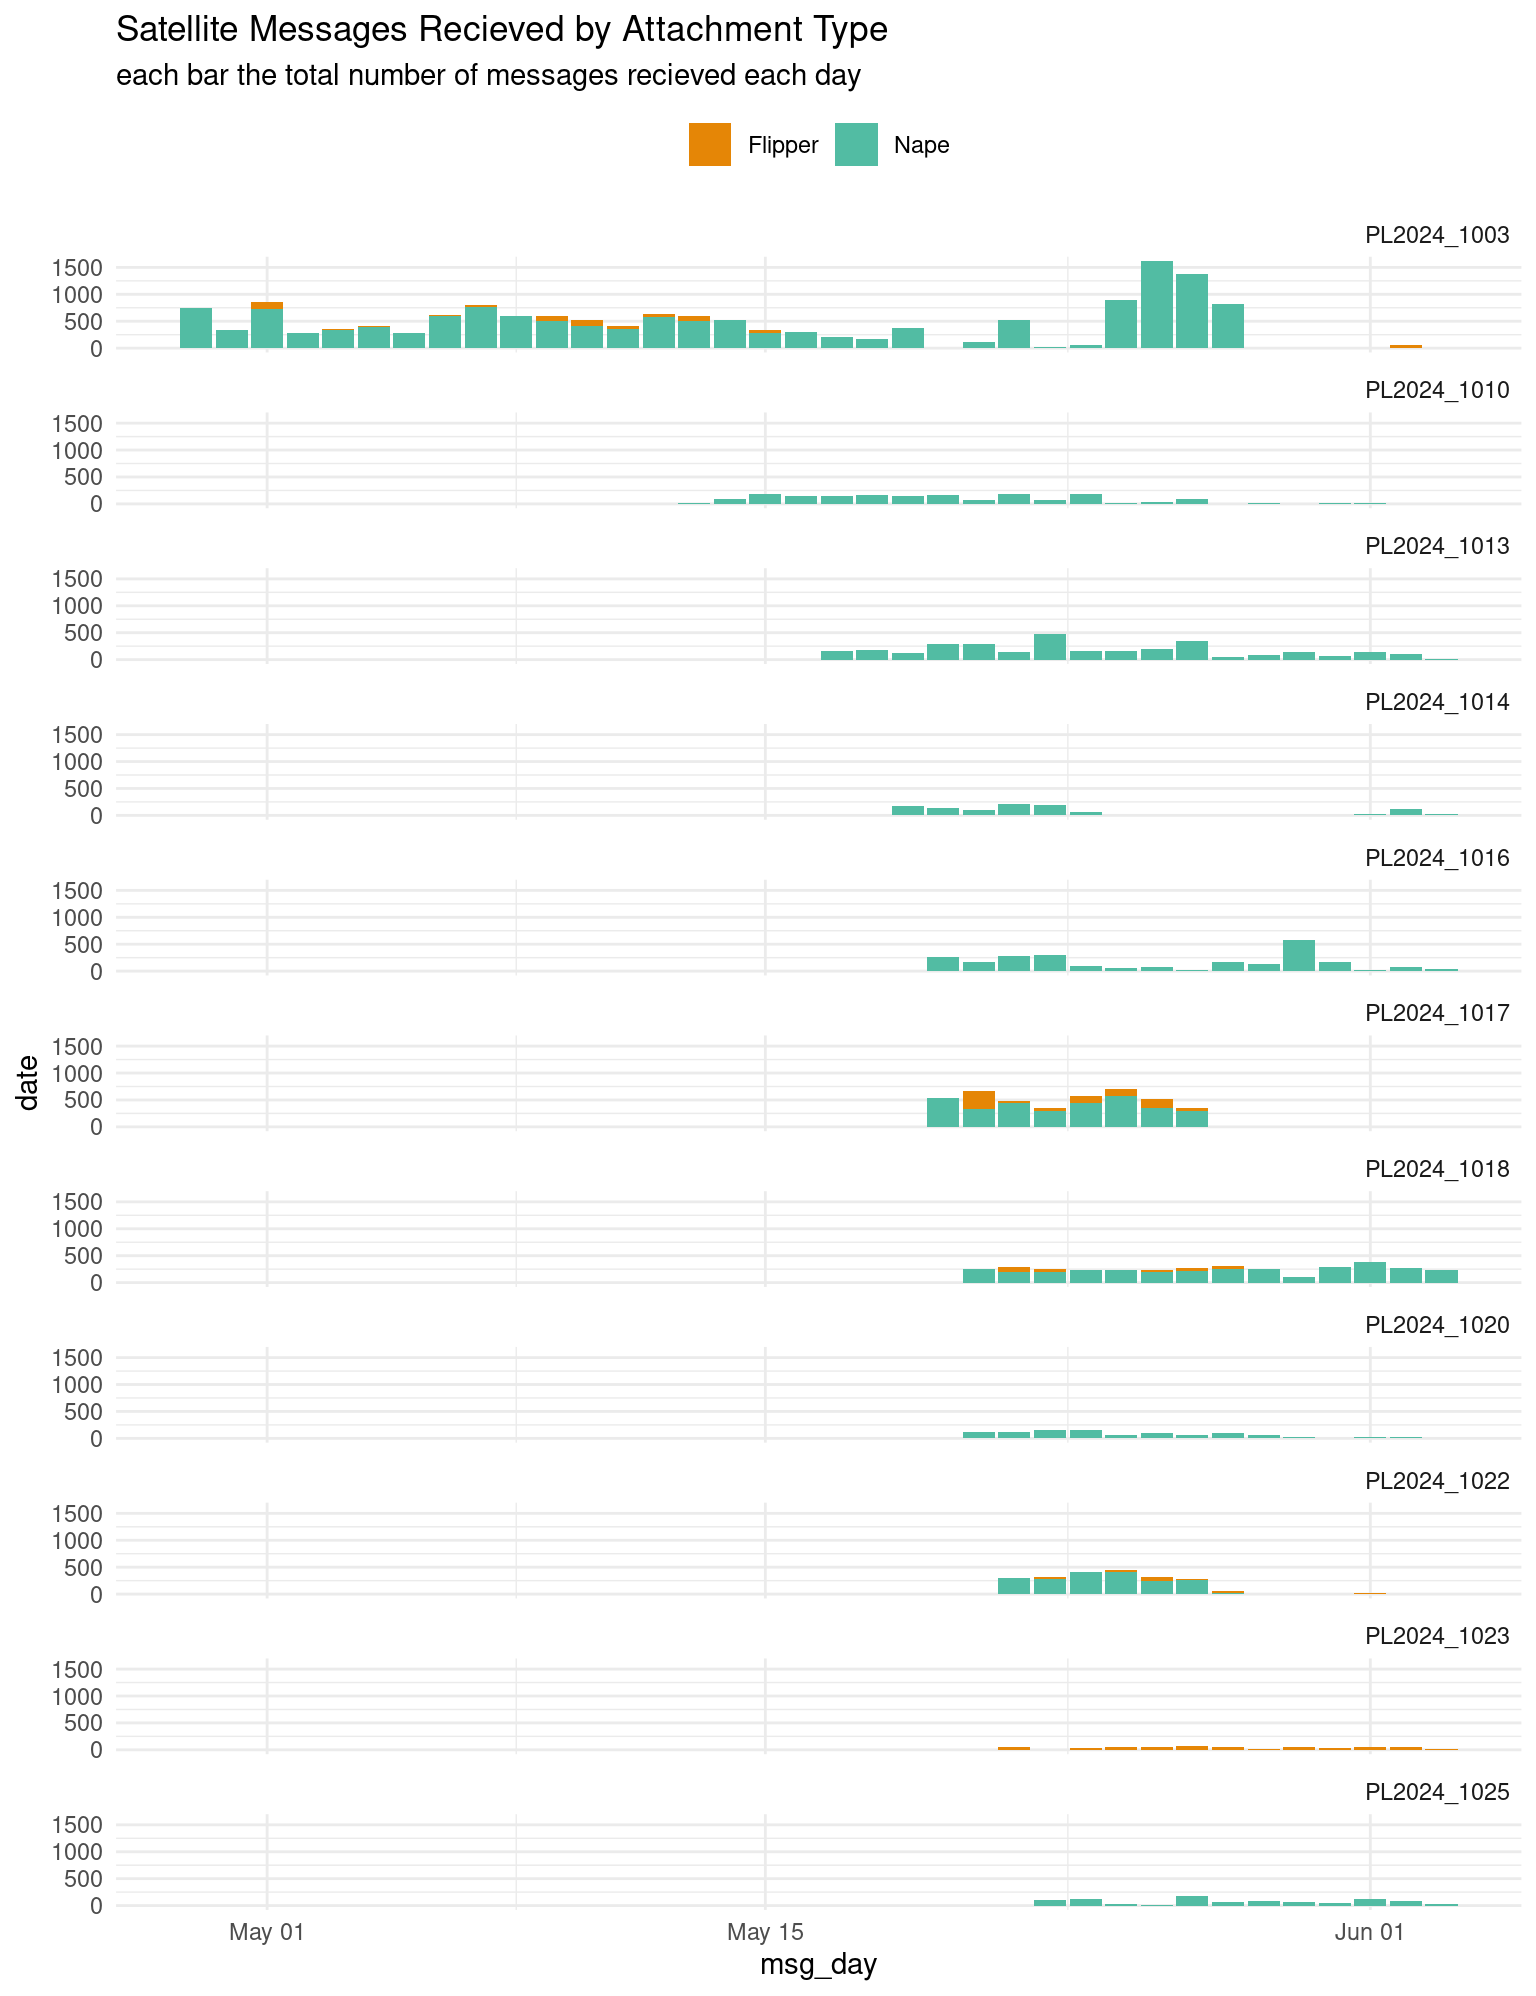 Satellite Messages Recieved by Attachment Type
each bar the total number of messages recieved each day
Flipper Nape
PL2024_1003
1500
1000
500
0
PL2024_1010
1500
1000
500
0
PL2024_1013
1500
1000
500
0
PL2024_1014
1500
1000
500
0
PL2024_1016
1500
1000
500
0
PL2024_1017
1500
1000
500
0
date
PL2024_1018
1500
1000
500
0
PL2024_1020
1500
1000
500
0
PL2024_1022
1500
1000
500
0
PL2024_1023
1500
1000
500
0
PL2024_1025
1500
1000
500
0
May 01 May 15 Jun 01
msg_day